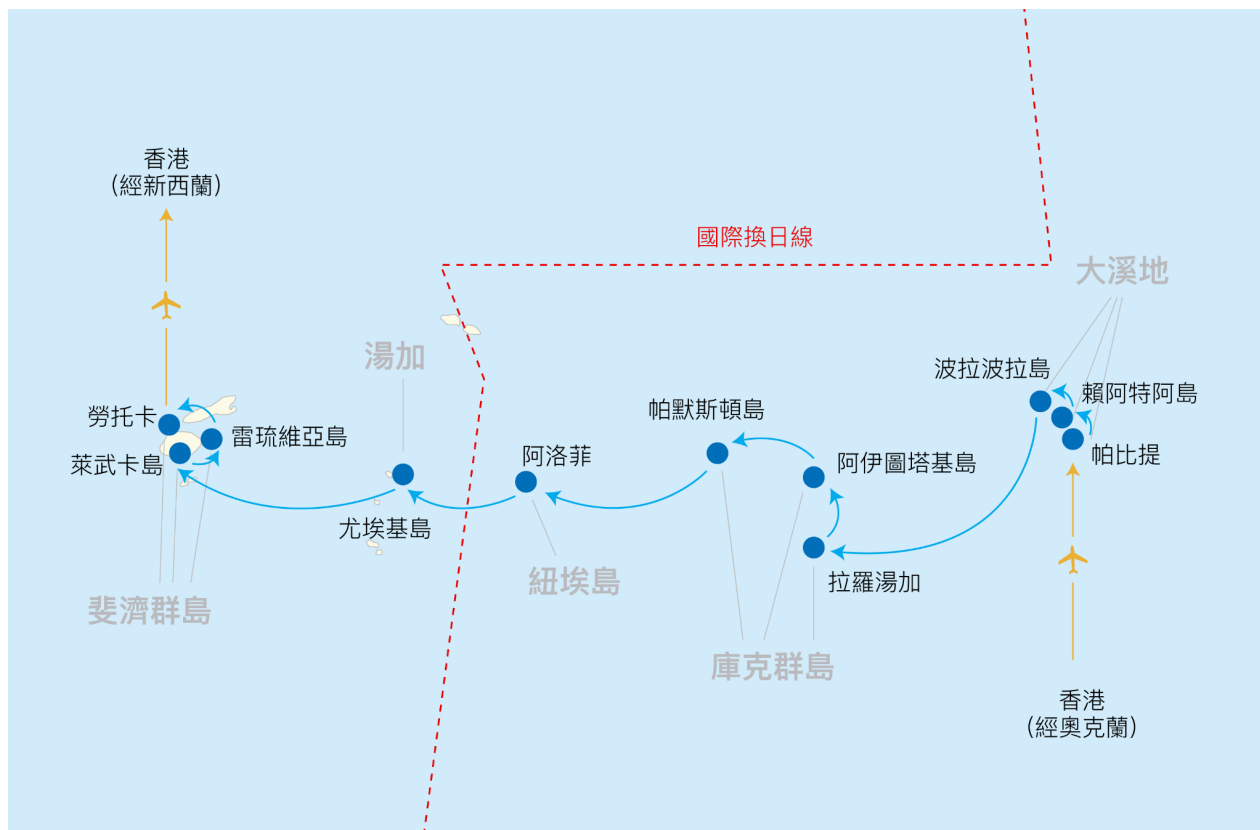 香港
(經新西蘭)
國際換日線
大溪地
湯加
波拉波拉島
賴阿特阿島
勞托卡
帕默斯頓島
雷琉維亞島
帕比提
萊武卡島
阿洛菲
阿伊圖塔基島
尤埃基島
紐埃島
拉羅湯加
斐濟群島
庫克群島
香港
(經奧克蘭)